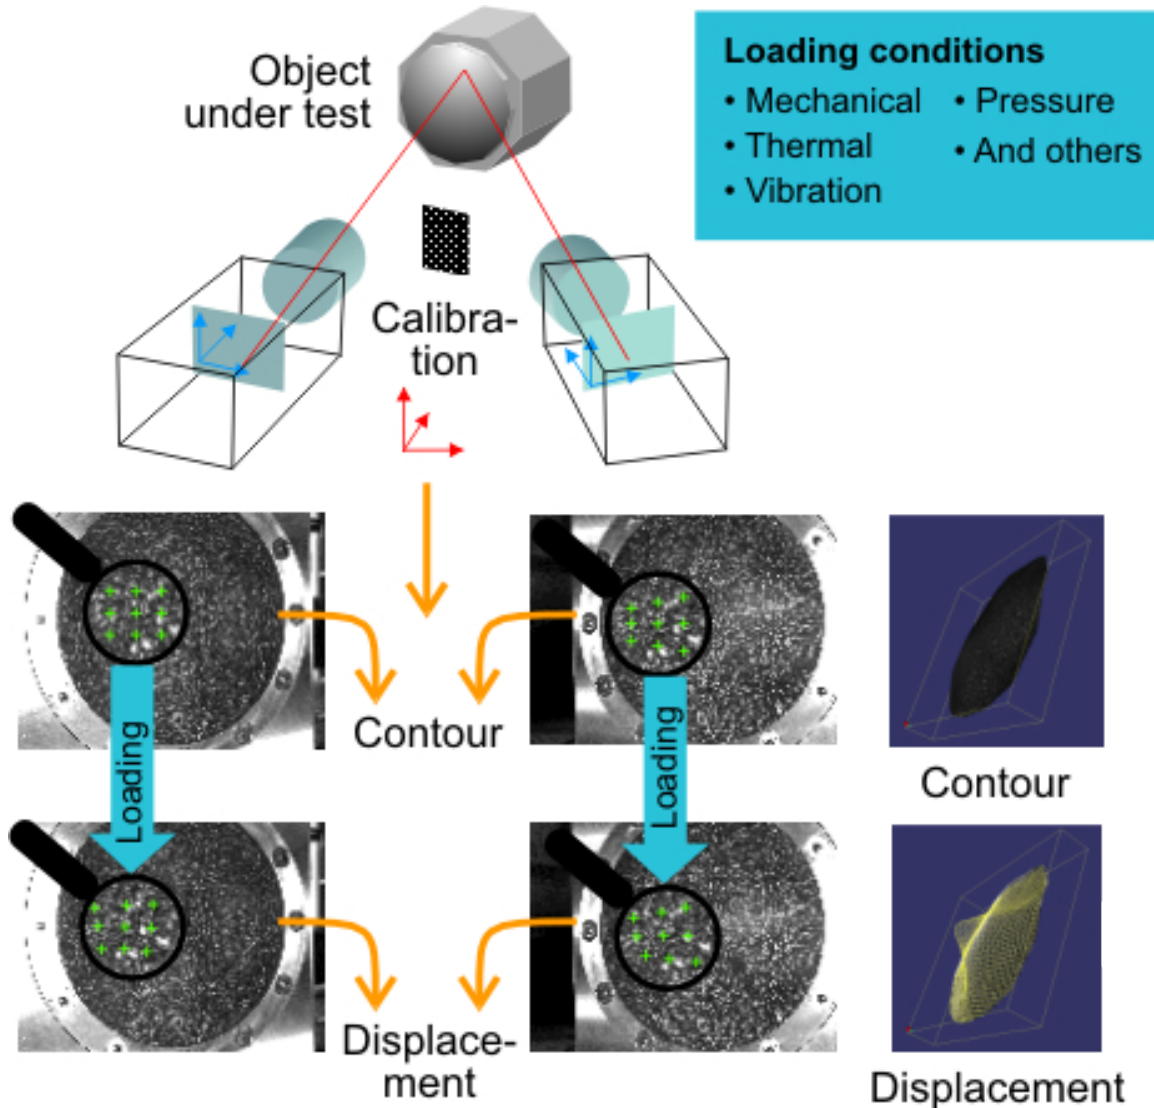 Object
under test
Loading conditions
• Mechanical
• Thermal
• Vibration
• Pressure
• And others
Calibra-
tion
Contour
Loading
Loading
Contour
Displace-
ment
Displacement